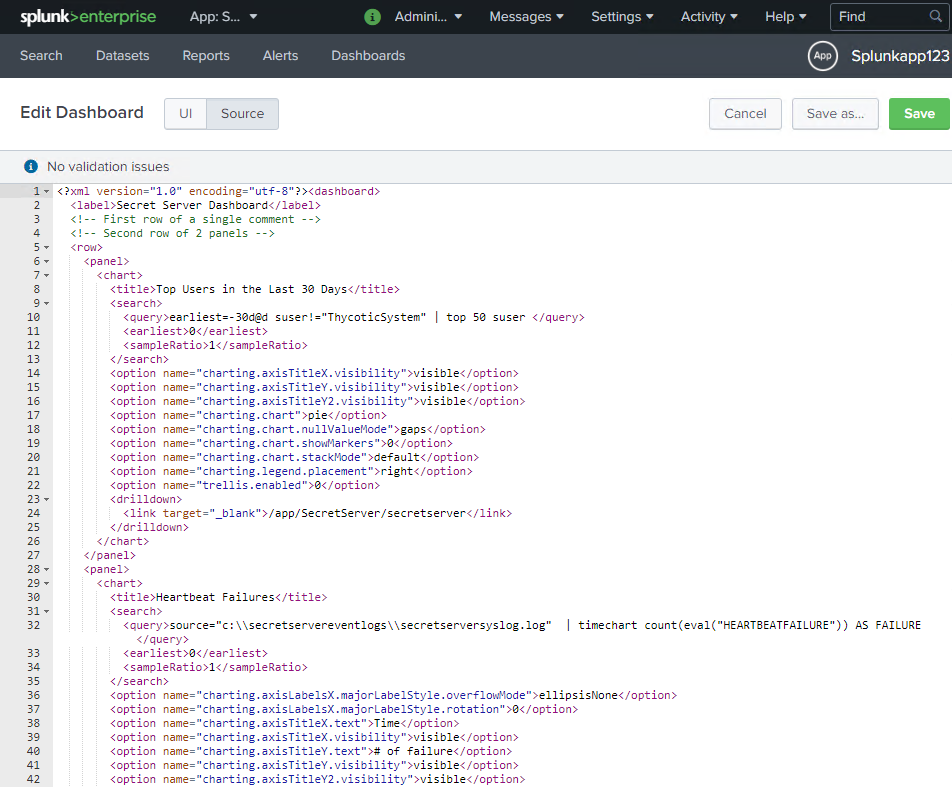 splunk>enterprise App: S... ▾ i Admini... ▾ Messages ▾ Settings ▾ Activity ▾ Help ▾ Find
Search Datasets Reports Alerts Dashboards App Splunkapp123
Edit Dashboard UI Source Cancel Save as... Save
i No validation issues
1 <?xml version="1.0" encoding="utf-8"?><dashboard>
2 <label>Secret Server Dashboard</label>
3 <!-- First row of a single comment -->
4 <!-- Second row of 2 panels -->
5 <row>
6 <panel>
7 <chart>
8 <title>Top Users in the Last 30 Days</title>
9 <search>
10 <query>earliest=-30d@d suser!="ThycoticSystem" | top 50 suser </query>
11 <earliest>0</earliest>
12 <sampleRatio>1</sampleRatio>
13 </search>
14 <option name="charting.axisTitleX.visibility">visible</option>
15 <option name="charting.axisTitleY.visibility">visible</option>
16 <option name="charting.axisTitleY2.visibility">visible</option>
17 <option name="charting.chart">pie</option>
18 <option name="charting.chart.nullValueMode">gaps</option>
19 <option name="charting.chart.showMarkers">0</option>
20 <option name="charting.chart.stackMode">default</option>
21 <option name="charting.legend.placement">right</option>
22 <option name="trellis.enabled">0</option>
23 <drilldown>
24 <link target="_blank">/app/SecretServer/secretserver</link>
25 </drilldown>
26 </chart>
27 </panel>
28 <panel>
29 <chart>
30 <title>Heartbeat Failures</title>
31 <search>
32 <query>source="c:\\secretservereventlogs\\secretserversyslog.log"  | timechart count(eval("HEARTBEATFAILURE")) AS FAILURE
</query>
33 <earliest>0</earliest>
34 <sampleRatio>1</sampleRatio>
35 </search>
36 <option name="charting.axisLabelsX.majorLabelStyle.overflowMode">ellipsisNone</option>
37 <option name="charting.axisLabelsX.majorLabelStyle.rotation">0</option>
38 <option name="charting.axisTitleX.text">Time</option>
39 <option name="charting.axisTitleX.visibility">visible</option>
40 <option name="charting.axisTitleY.text"># of failure</option>
41 <option name="charting.axisTitleY.visibility">visible</option>
42 <option name="charting.axisTitleY2.visibility">visible</option>